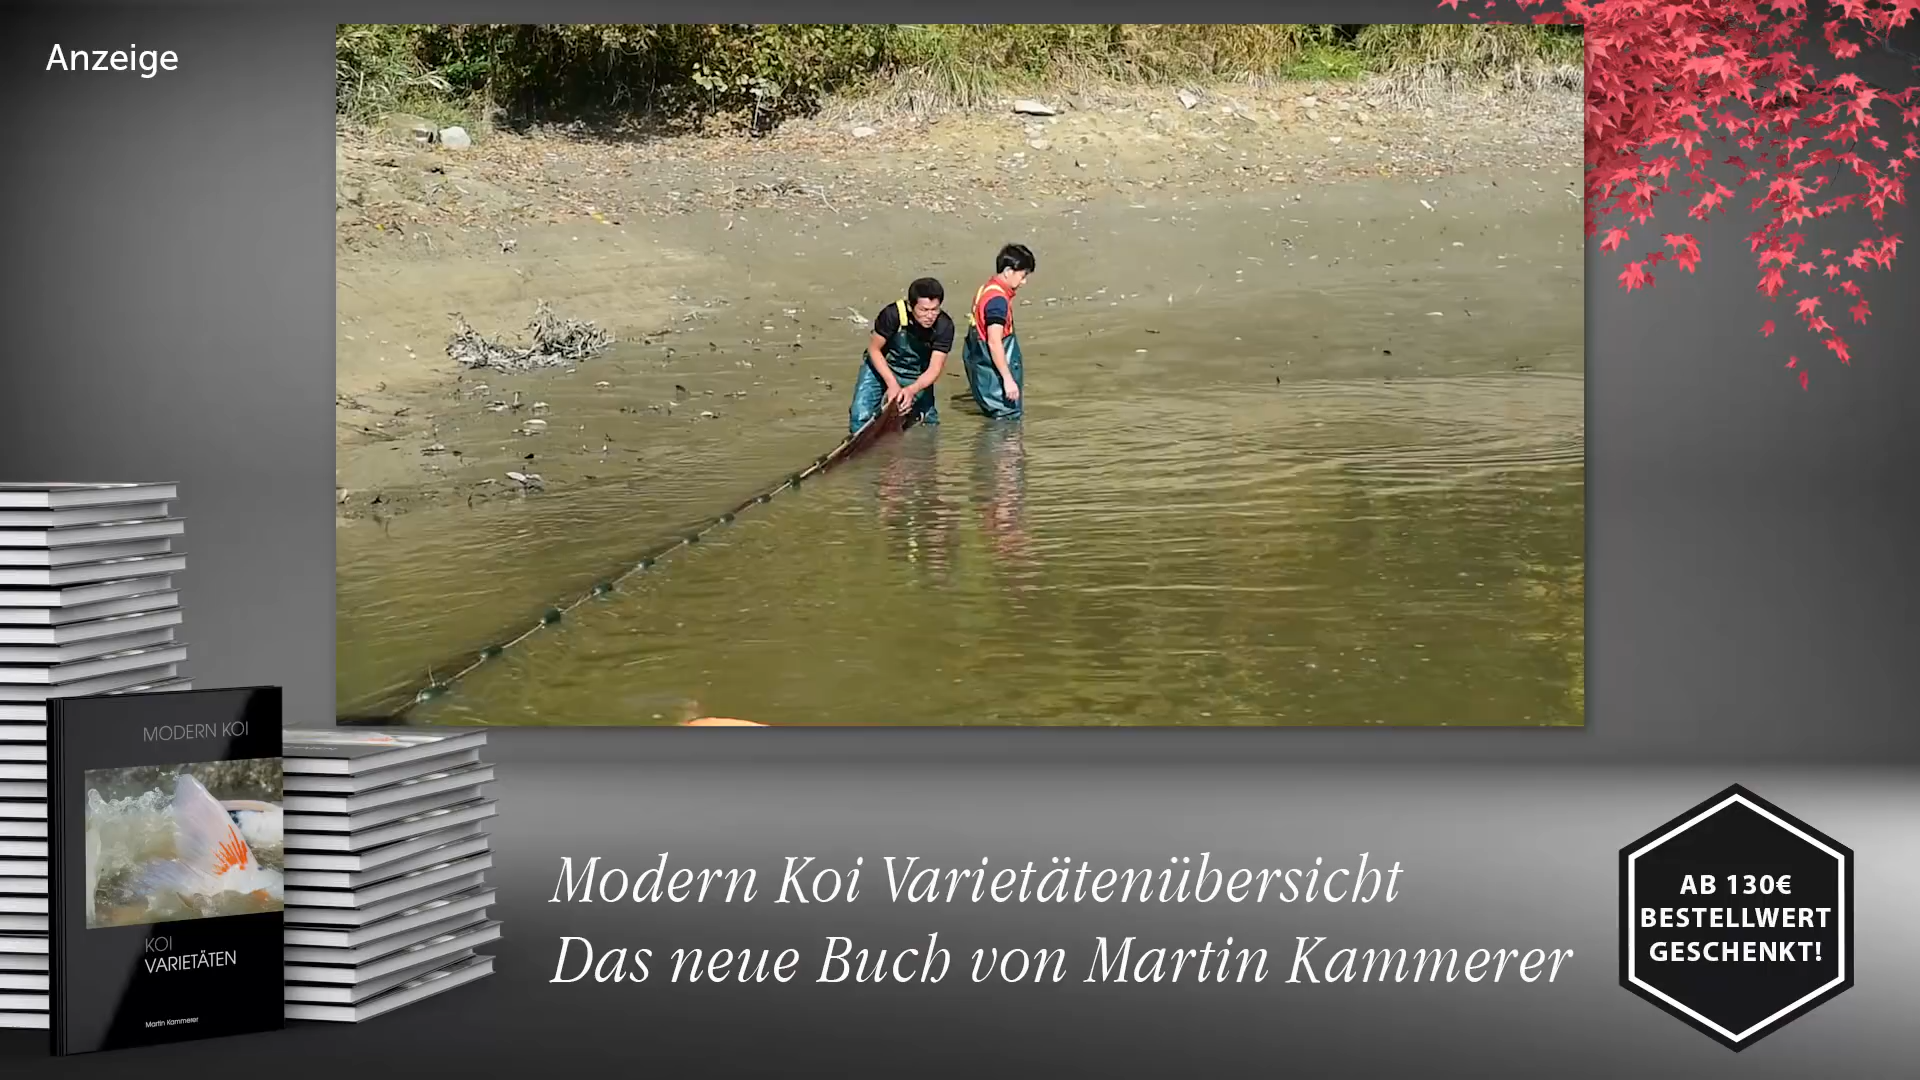 Anzeige
MODERN KOI
KOI
VARIETÄTEN
Martin Kammerer
Modern Koi Varietätenübersicht
Das neue Buch von Martin Kammerer
AB 130€
BESTELLWERT
GESCHENKT!